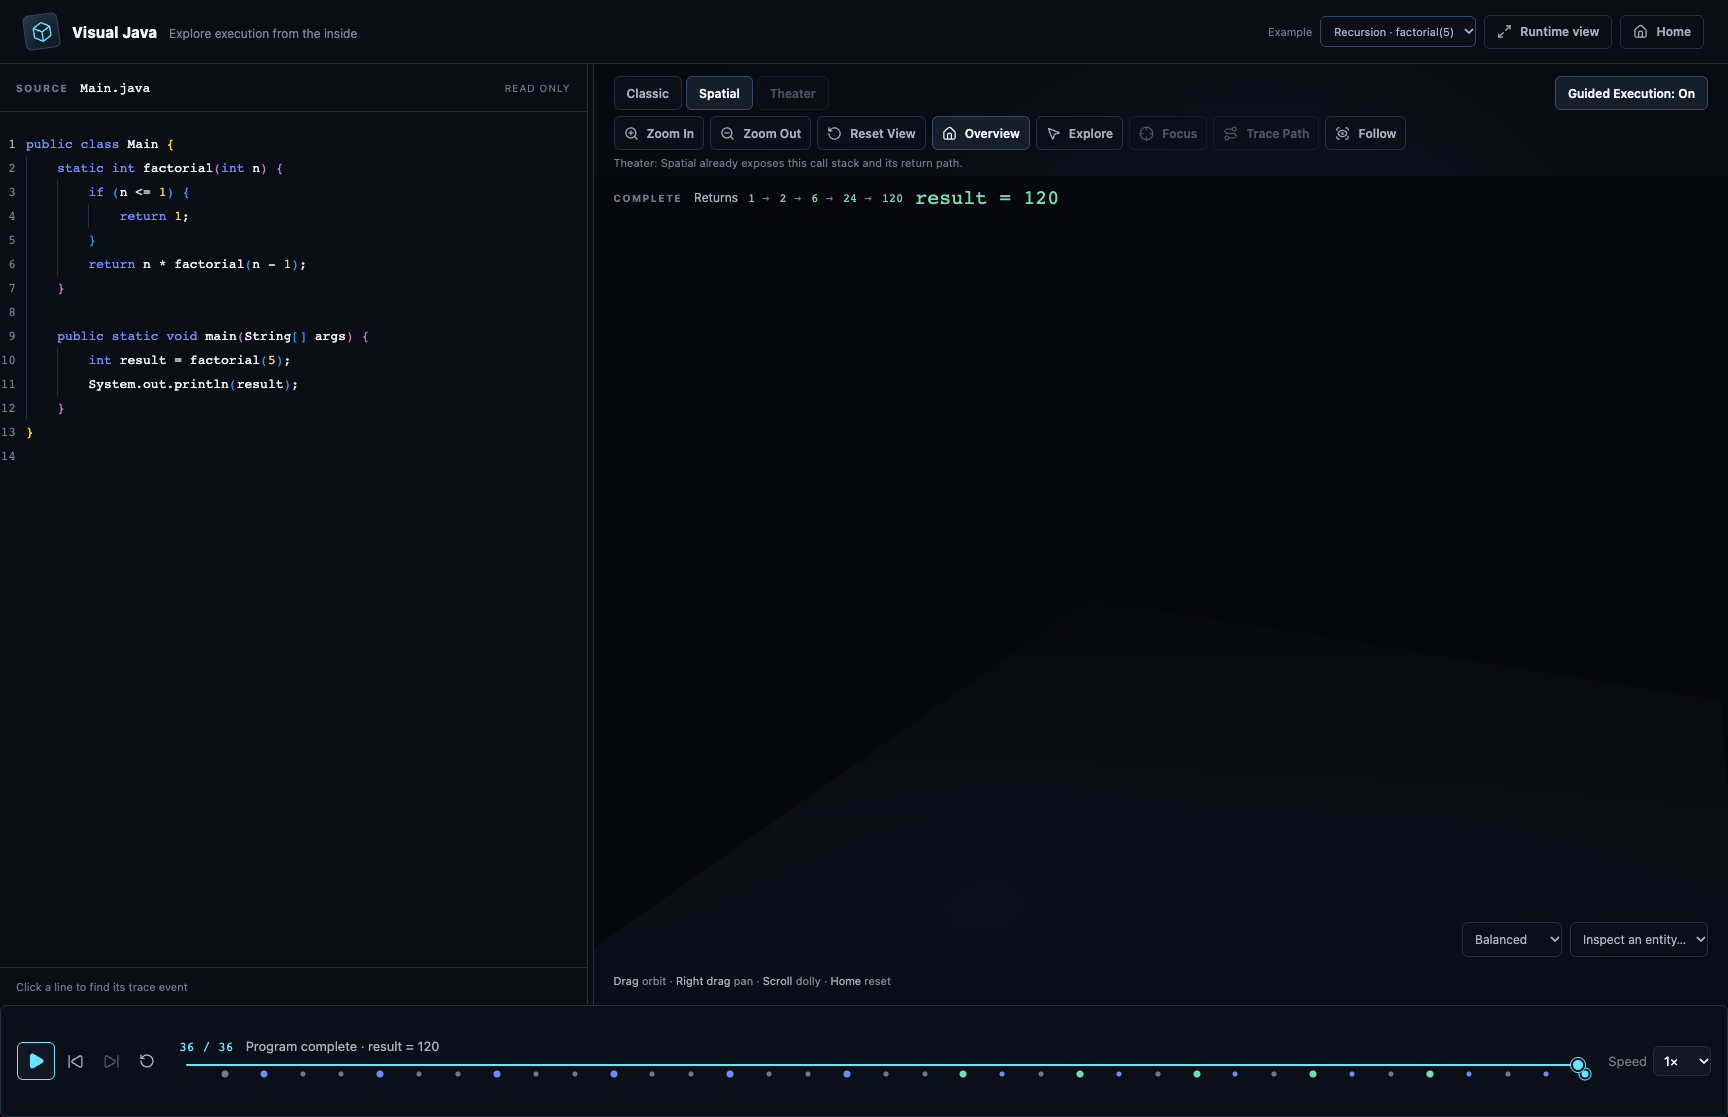 Visual Java Explore execution from the inside
Example Recursion · factorial(5) Runtime view Home
SOURCE Main.java READ ONLY
1 public class Main {
2 static int factorial(int n) {
3 if (n <= 1) {
4 return 1;
5 }
6 return n * factorial(n - 1);
7 }
8
9 public static void main(String[] args) {
10 int result = factorial(5);
11 System.out.println(result);
12 }
13 }
14
Click a line to find its trace event
Classic Spatial Theater Guided Execution: On
Zoom In Zoom Out Reset View Overview Explore Focus Trace Path Follow
Theater: Spatial already exposes this call stack and its return path.
COMPLETE Returns 1 → 2 → 6 → 24 → 120 result = 120
Balanced Inspect an entity...
Drag orbit · Right drag pan · Scroll dolly · Home reset
36 / 36 Program complete · result = 120
Speed 1×